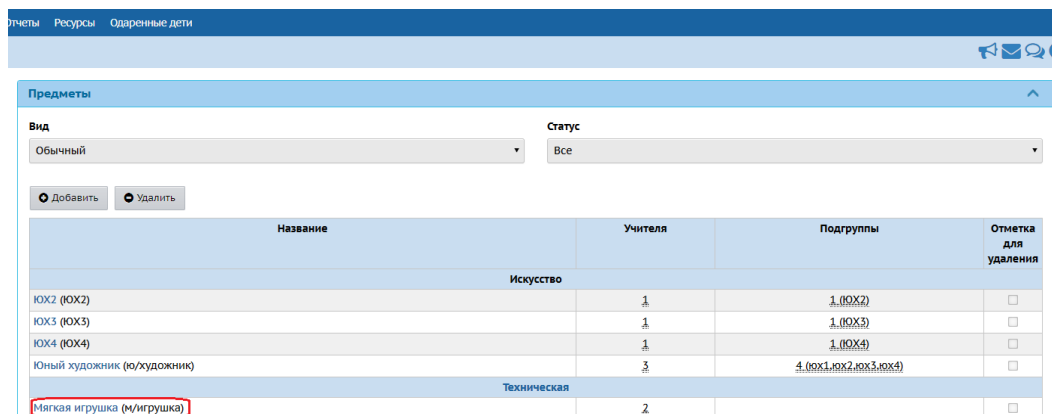 Отчеты Ресурсы Одаренные дети
Предметы
Вид Статус
Обычный Все
Добавить Удалить
Название Учителя Подгруппы Отметка для удаления
Искусство
ЮХ2 (ЮХ2) 1 1 (ЮХ2)
ЮХ3 (ЮХ3) 1 1 (ЮХ3)
ЮХ4 (ЮХ4) 1 1 (ЮХ4)
Юный художник (ю/художник) 3 4 (юх1,юх2,юх3,юх4)
Техническая
Мягкая игрушка (м/игрушка) 2